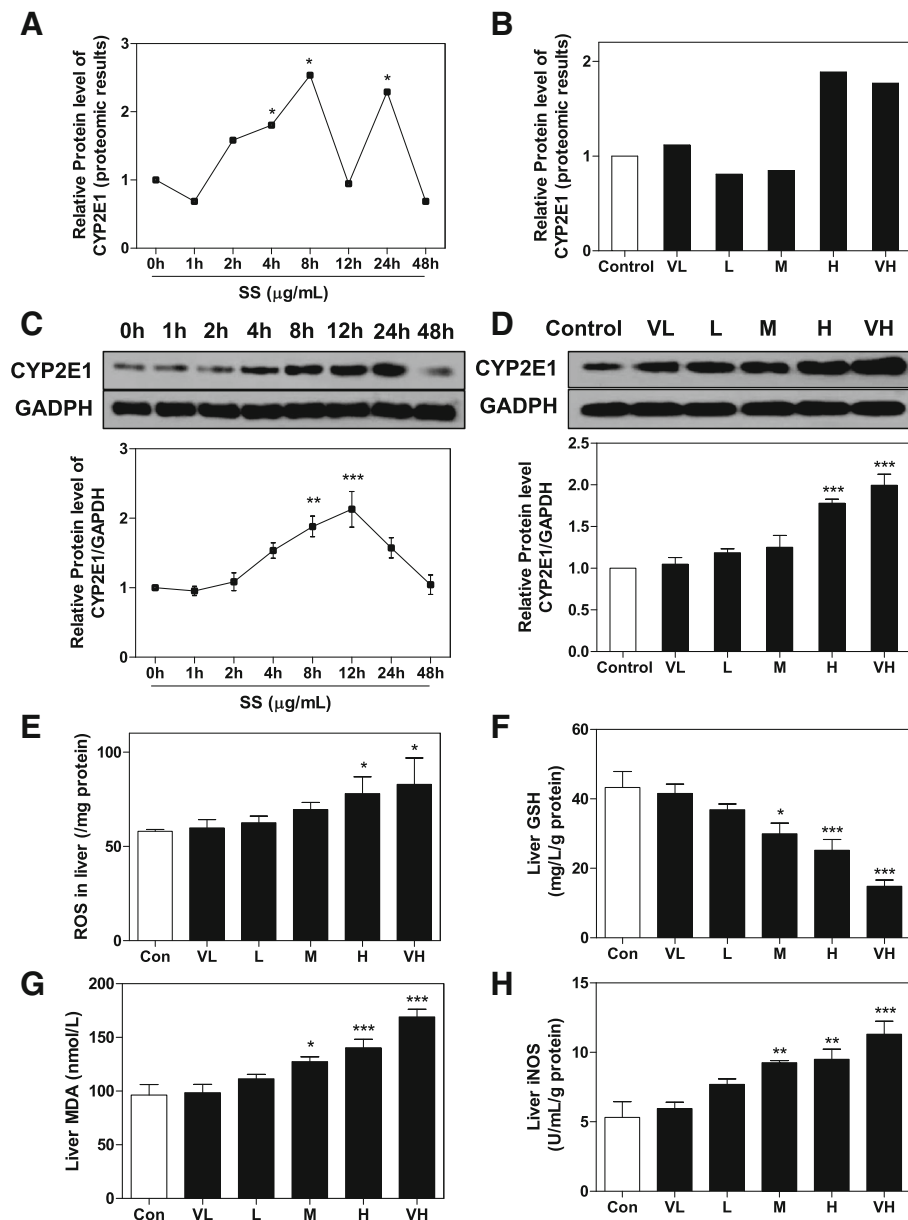 A
Relative Protein level of
CYP2E1 (proteomic results)
3
2
1
0
* * *
0h 1h 2h 4h 8h 12h 24h 48h
SS (μg/mL)
B
Relative Protein level of
CYP2E1 (proteomic results)
2
1
0
Control VL L M H VH
C
0h 1h 2h 4h 8h 12h 24h 48h
CYP2E1
GADPH
Relative Protein level of
CYP2E1/GAPDH
3
2
1
0
** ***
0h 1h 2h 4h 8h 12h 24h 48h
SS (μg/mL)
D
Control VL L M H VH
CYP2E1
GADPH
Relative Protein level
CYP2E1/GAPDH
2.5
2.0
1.5
1.0
0.5
0.0
*** ***
Control VL L M H VH
E
ROS in liver (/mg protein)
100
50
0
* *
Con VL L M H VH
F
Liver GSH
(mg/L/g protein)
60
40
20
0
* *** ***
Con VL L M H VH
G
Liver MDA (nmol/L)
200
150
100
50
0
* *** ***
Con VL L M H VH
H
Liver iNOS
(U/mL/g protein)
15
10
5
0
** ** ***
Con VL L M H VH